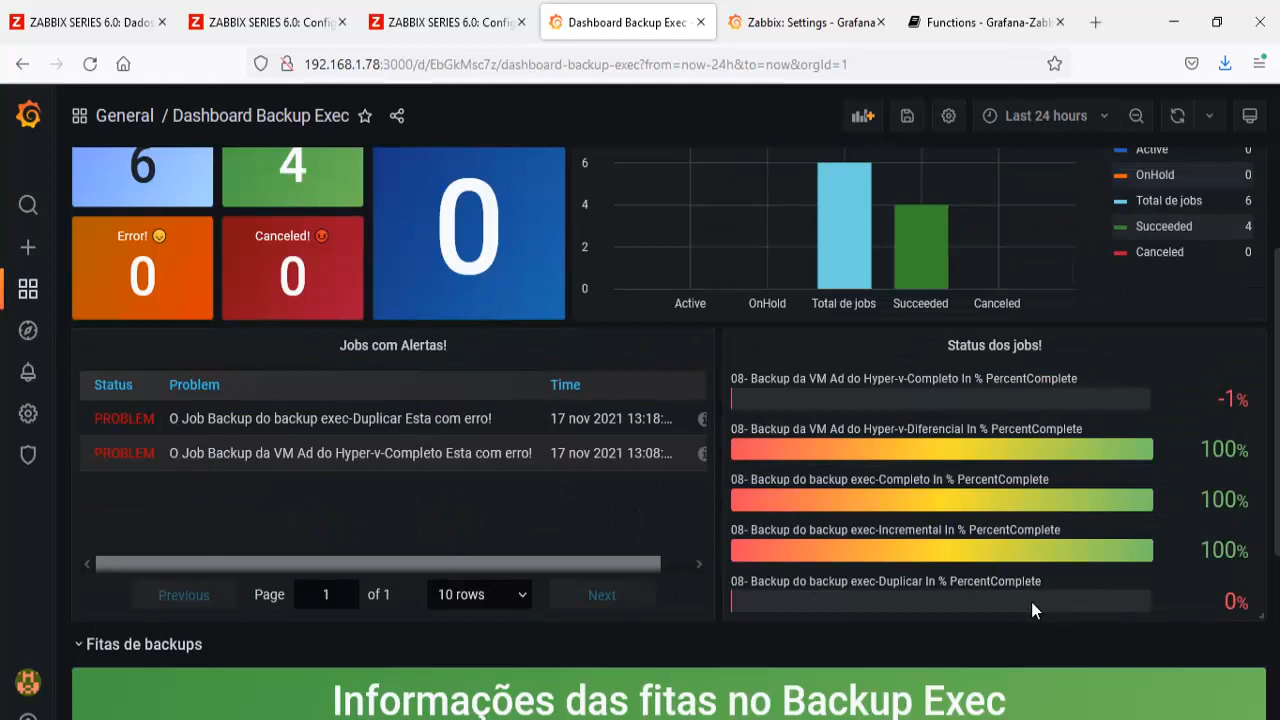 ZABBIX SERIES 6.0: Dados
ZABBIX SERIES 6.0: Config
ZABBIX SERIES 6.0: Config
Dashboard Backup Exec -
Zabbix: Settings - Grafana
Functions - Grafana-Zab
192.168.1.78:3000/d/EbGkMsc7z/dashboard-backup-exec?from=now-24h&to=now&orgId=1
General / Dashboard Backup Exec
Last 24 hours
6
4
0
Error! 😥
0
Canceled! 😡
0
6
4
2
0
Active
OnHold
Total de jobs
Succeeded
Canceled
Active 0
OnHold 0
Total de jobs 6
Succeeded 4
Canceled 0
Jobs com Alertas!
Status Problem Time
PROBLEM O Job Backup do backup exec-Duplicar Esta com erro! 17 nov 2021 13:18:...
PROBLEM O Job Backup da VM Ad do Hyper-v-Completo Esta com erro! 17 nov 2021 13:08:...
Previous Page 1 of 1 10 rows Next
Status dos jobs!
08- Backup da VM Ad do Hyper-v-Completo In % PercentComplete
-1%
08- Backup da VM Ad do Hyper-v-Diferencial In % PercentComplete
100%
08- Backup do backup exec-Completo In % PercentComplete
100%
08- Backup do backup exec-Incremental In % PercentComplete
100%
08- Backup do backup exec-Duplicar In % PercentComplete
0%
Fitas de backups
Informações das fitas no Backup Exec